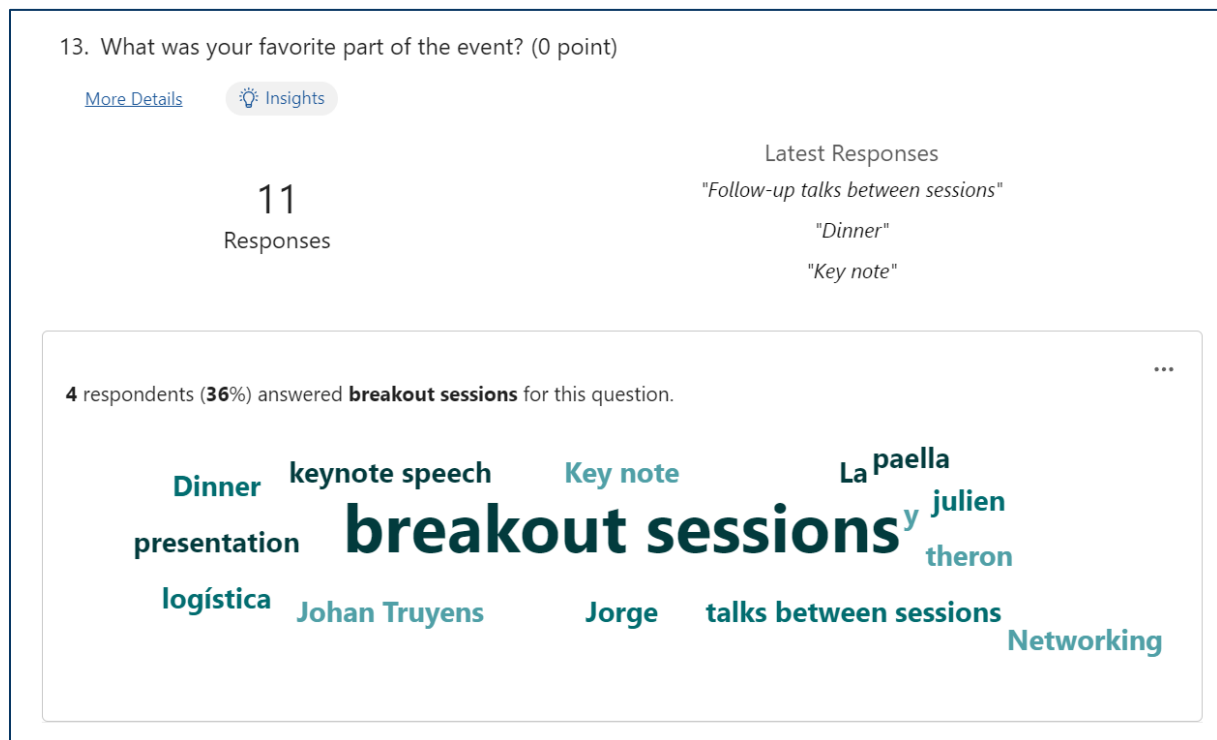 13. What was your favorite part of the event? (0 point)
More Details
Insights
11
Responses
Latest Responses
"Follow-up talks between sessions"
"Dinner"
"Key note"
...
4 respondents (36%) answered breakout sessions for this question.
Dinner keynote speech Key note La paella
presentation breakout sessions y julien
theron
logística Johan Truyens Jorge talks between sessions
Networking